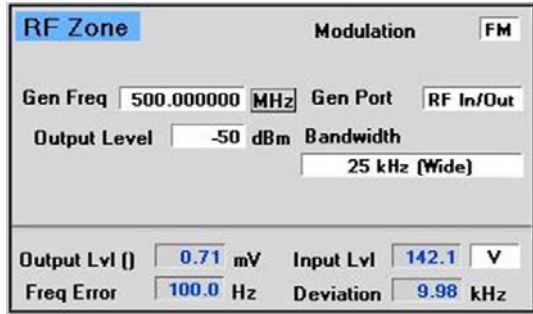 RF Zone Modulation FM
Gen Freq 500.000000 MHz Gen Port RF In/Out
Output Level -50 dBm Bandwidth
25 kHz (Wide)
Output Lvl () 0.71 mV Input Lvl 142.1 V
Freq Error 100.0 Hz Deviation 9.98 kHz